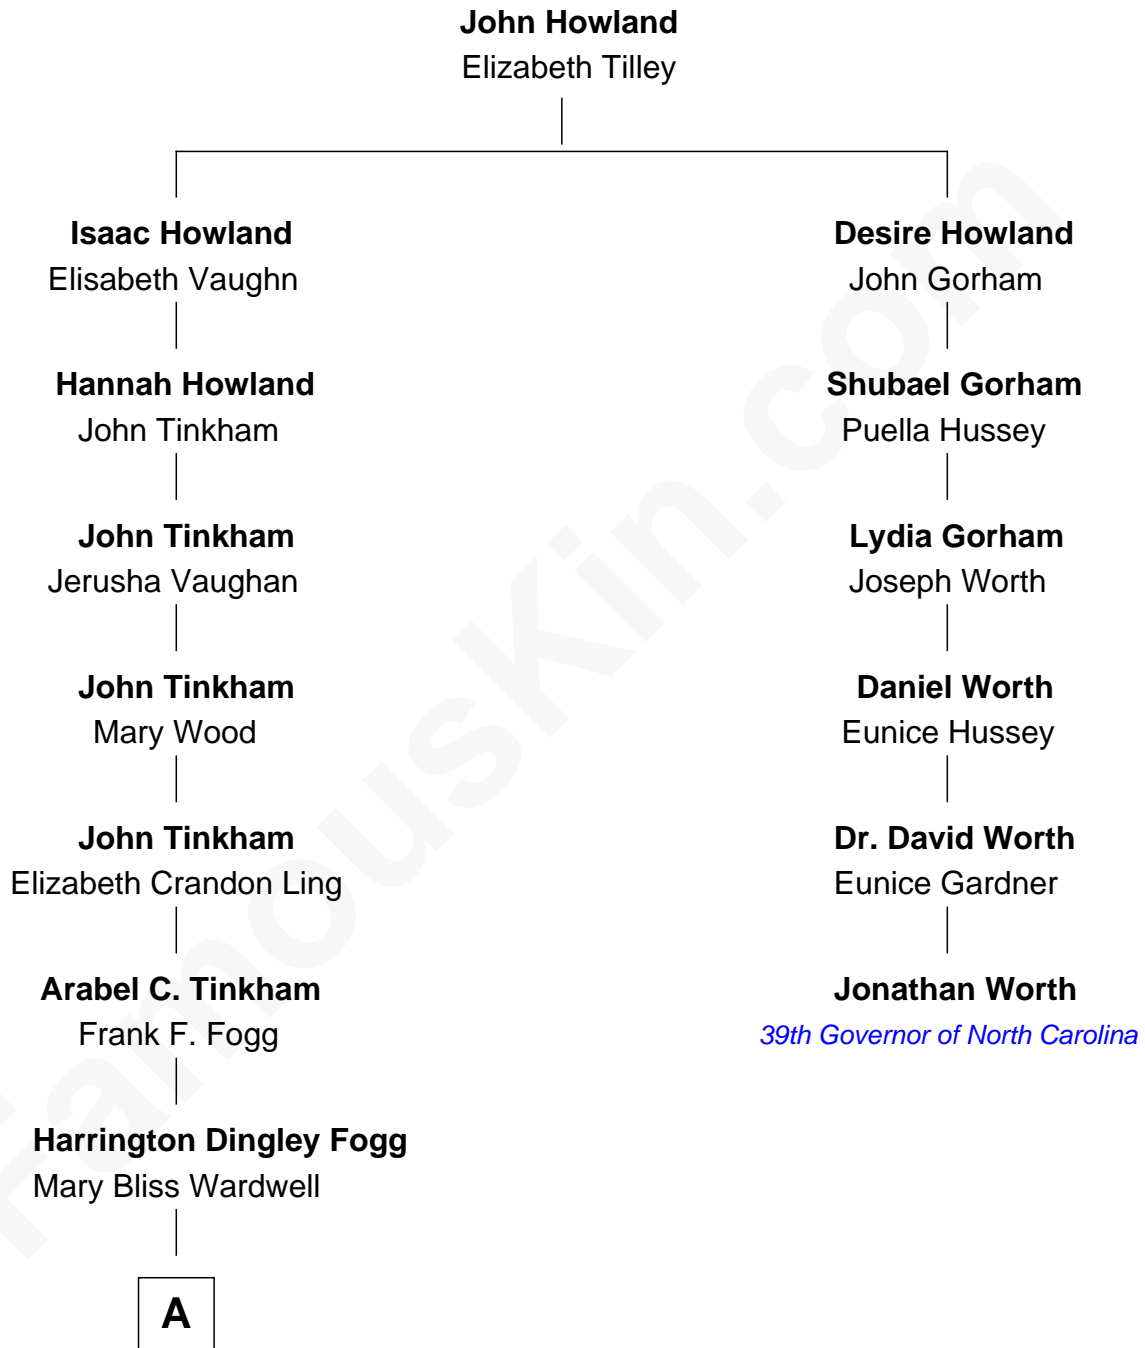 John Howland
Elizabeth Tilley
Isaac Howland
Elisabeth Vaughn
Desire Howland
John Gorham
Hannah Howland
John Tinkham
Shubael Gorham
Puella Hussey
John Tinkham
Jerusha Vaughan
Lydia Gorham
Joseph Worth
John Tinkham
Mary Wood
Daniel Worth
Eunice Hussey
John Tinkham
Elizabeth Crandon Ling
Dr. David Worth
Eunice Gardner
Arabel C. Tinkham
Frank F. Fogg
Jonathan Worth
39th Governor of North Carolina
Harrington Dingley Fogg
Mary Bliss Wardwell
A
FamousKin.com